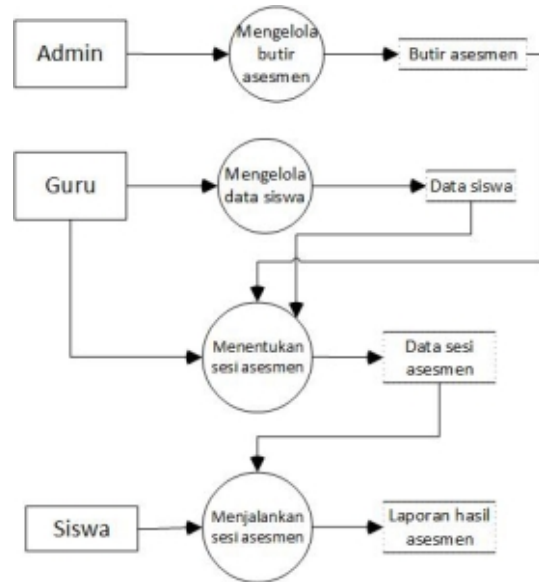 Admin
Mengelola
butir
asesmen
Butir asesmen
Guru
Mengelola
data siswa
Data siswa
Menentukan
sesi asesmen
Data sesi
asesmen
Siswa
Menjalankan
sesi asesmen
Laporan hasil
asesmen